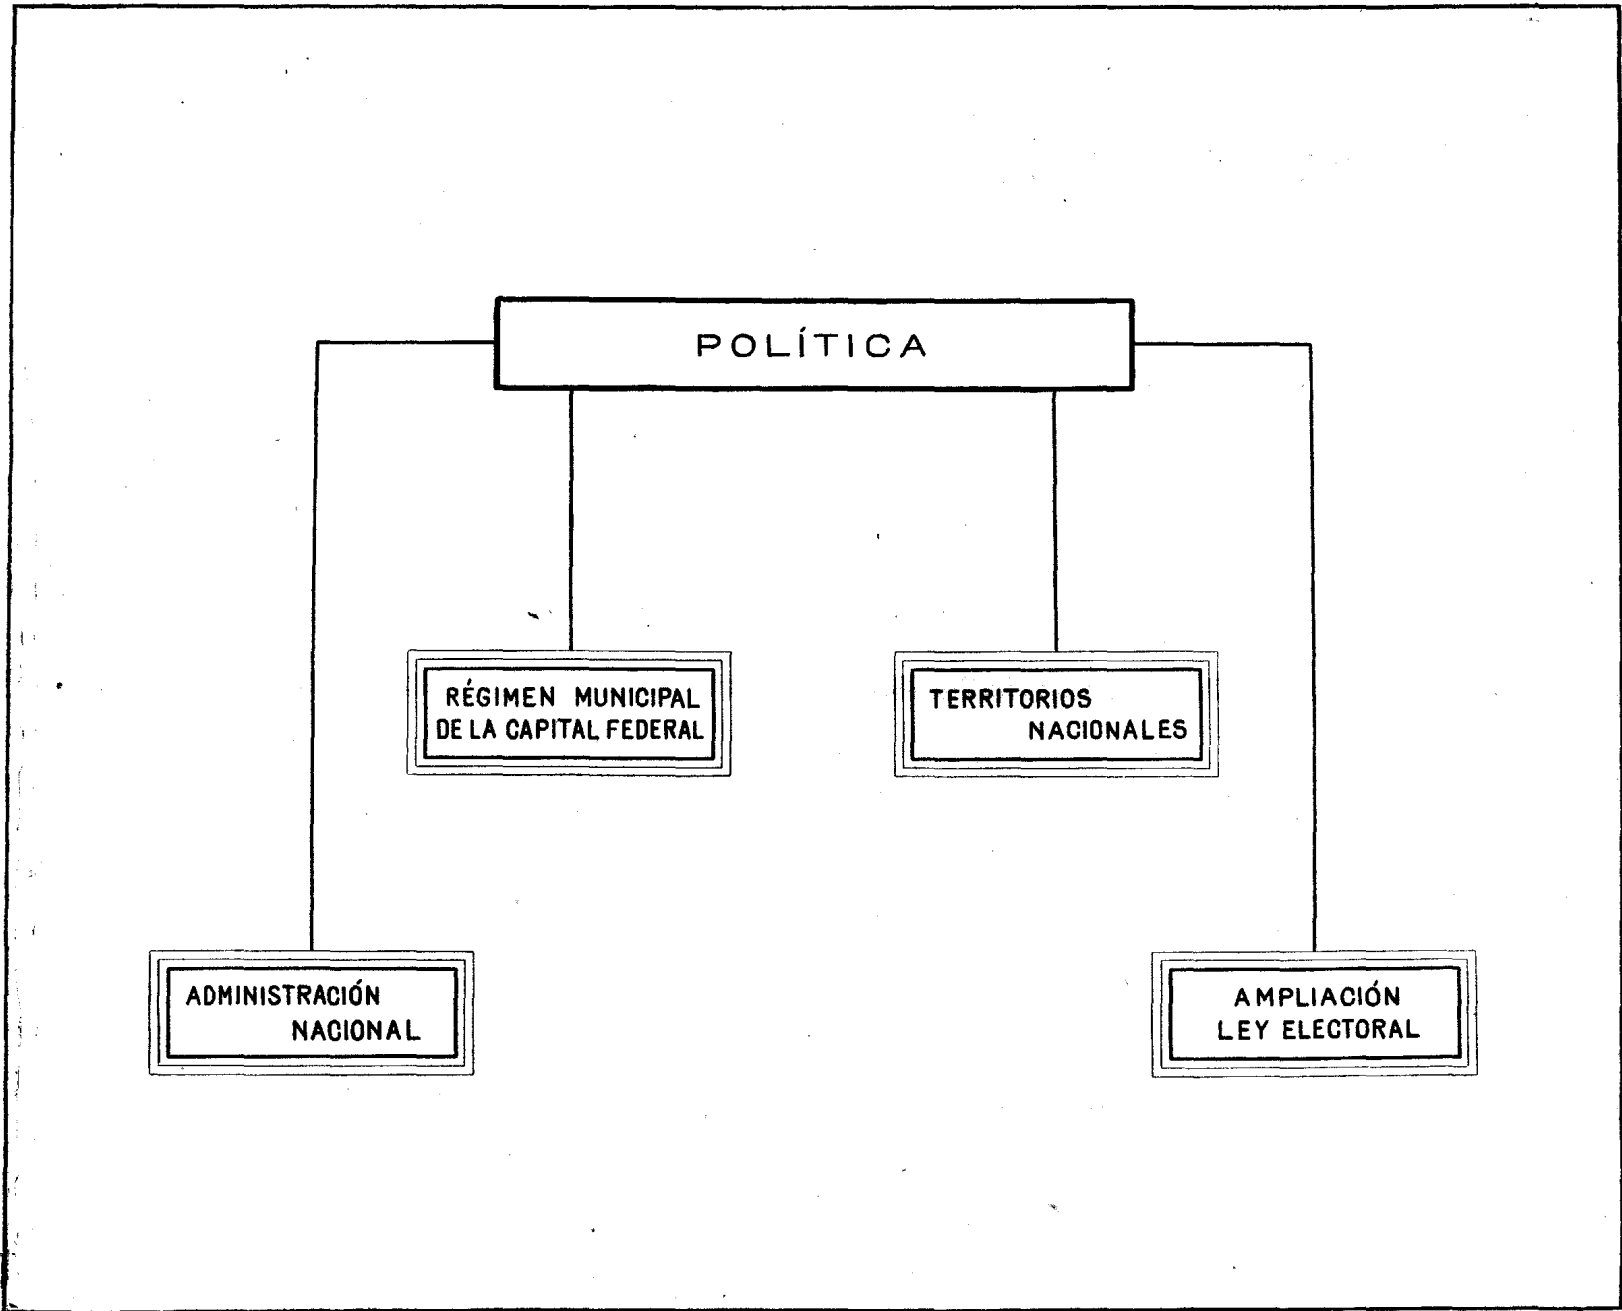 POLÍTICA
RÉGIMEN MUNICIPAL
DE LA CAPITAL FEDERAL
TERRITORIOS
NACIONALES
ADMINISTRACIÓN
NACIONAL
AMPLIACIÓN
LEY ELECTORAL